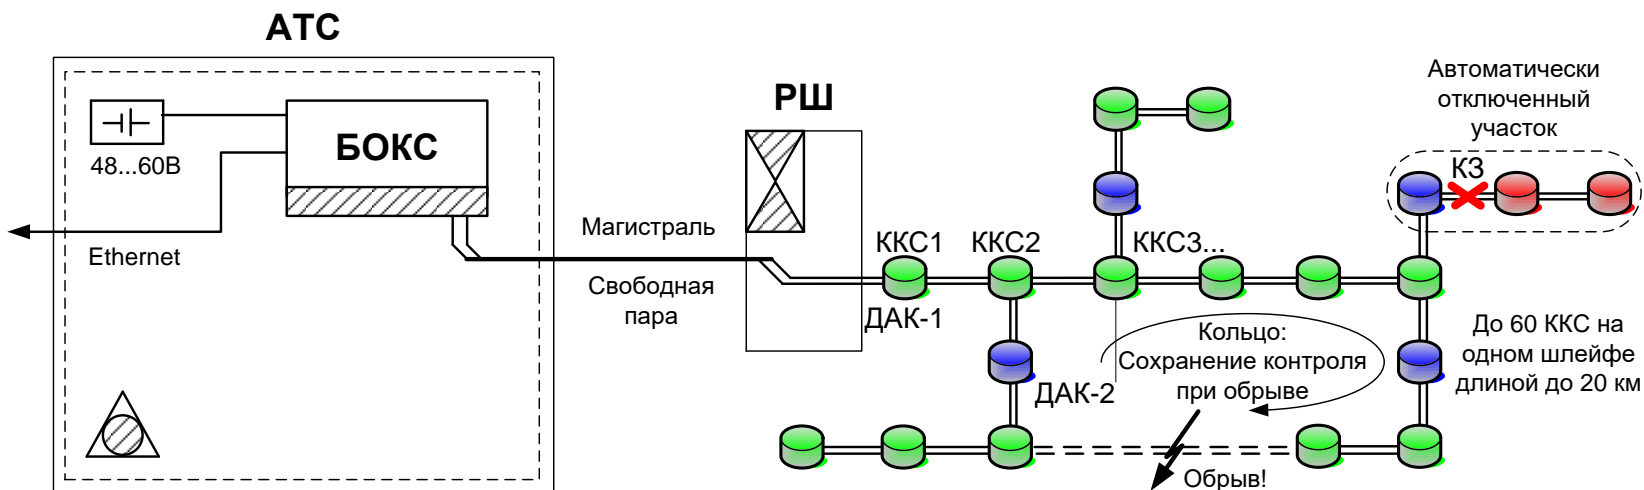 АТС
БОКС
48...60В
Ethernet
Магистраль
Свободная
пара
РШ
ККС1
ККС2
ККС3...
ДАК-1
ДАК-2
Кольцо:
Сохранение контроля
при обрыве
Обрыв!
Автоматически
отключенный
участок
КЗ
До 60 ККС на
одном шлейфе
длиной до 20 км